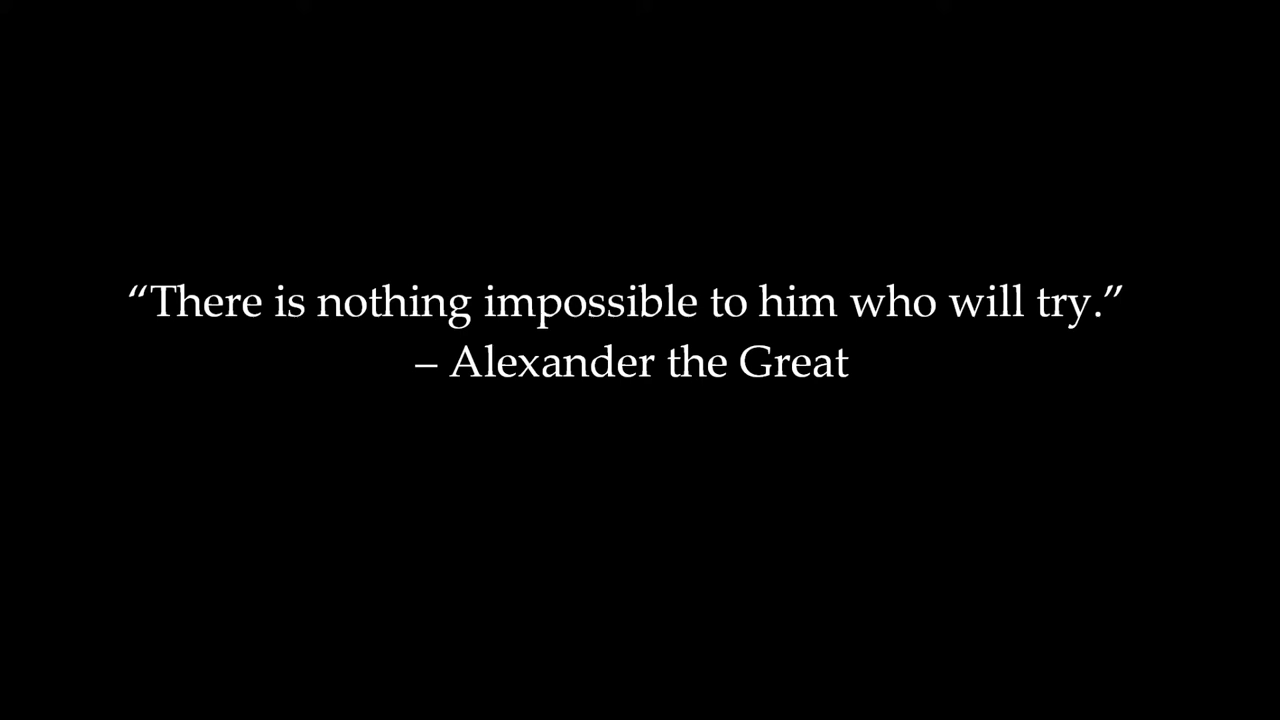 “There is nothing impossible to him who will try.”
– Alexander the Great